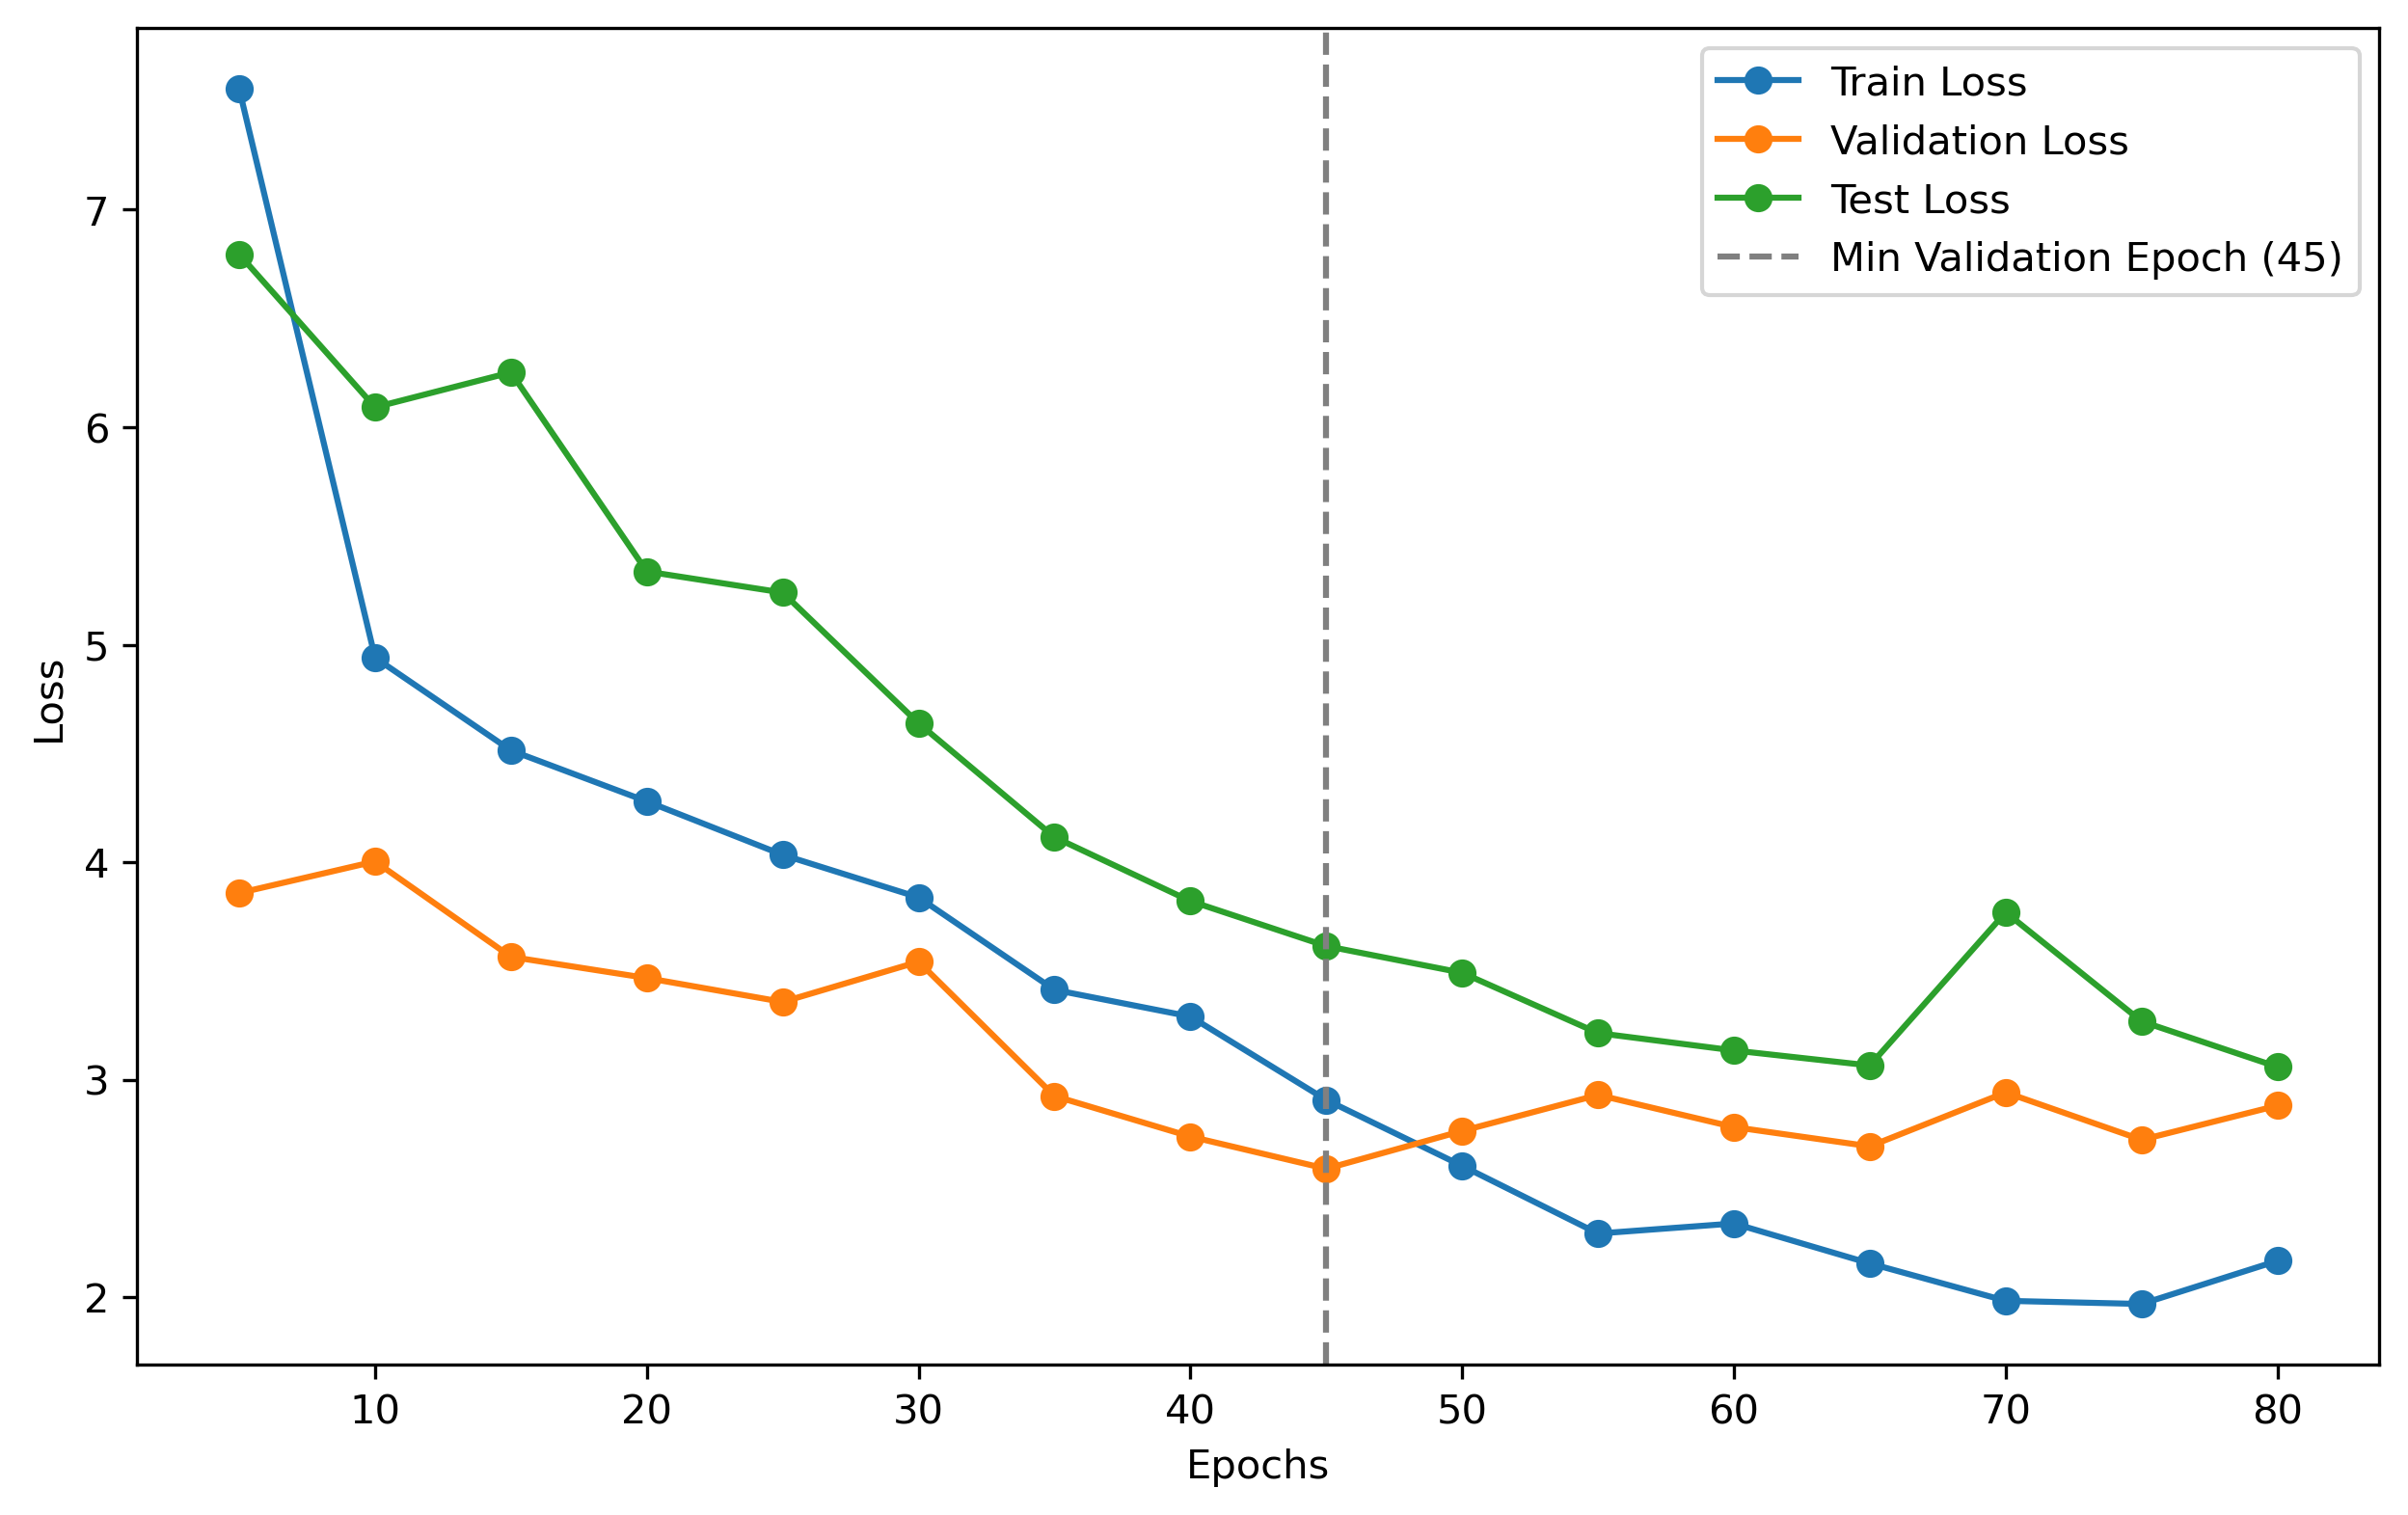 Train Loss
Validation Loss
Test Loss
Min Validation Epoch (45)
7
6
5
4
3
2
Loss
10 20 30 40 50 60 70 80
Epochs